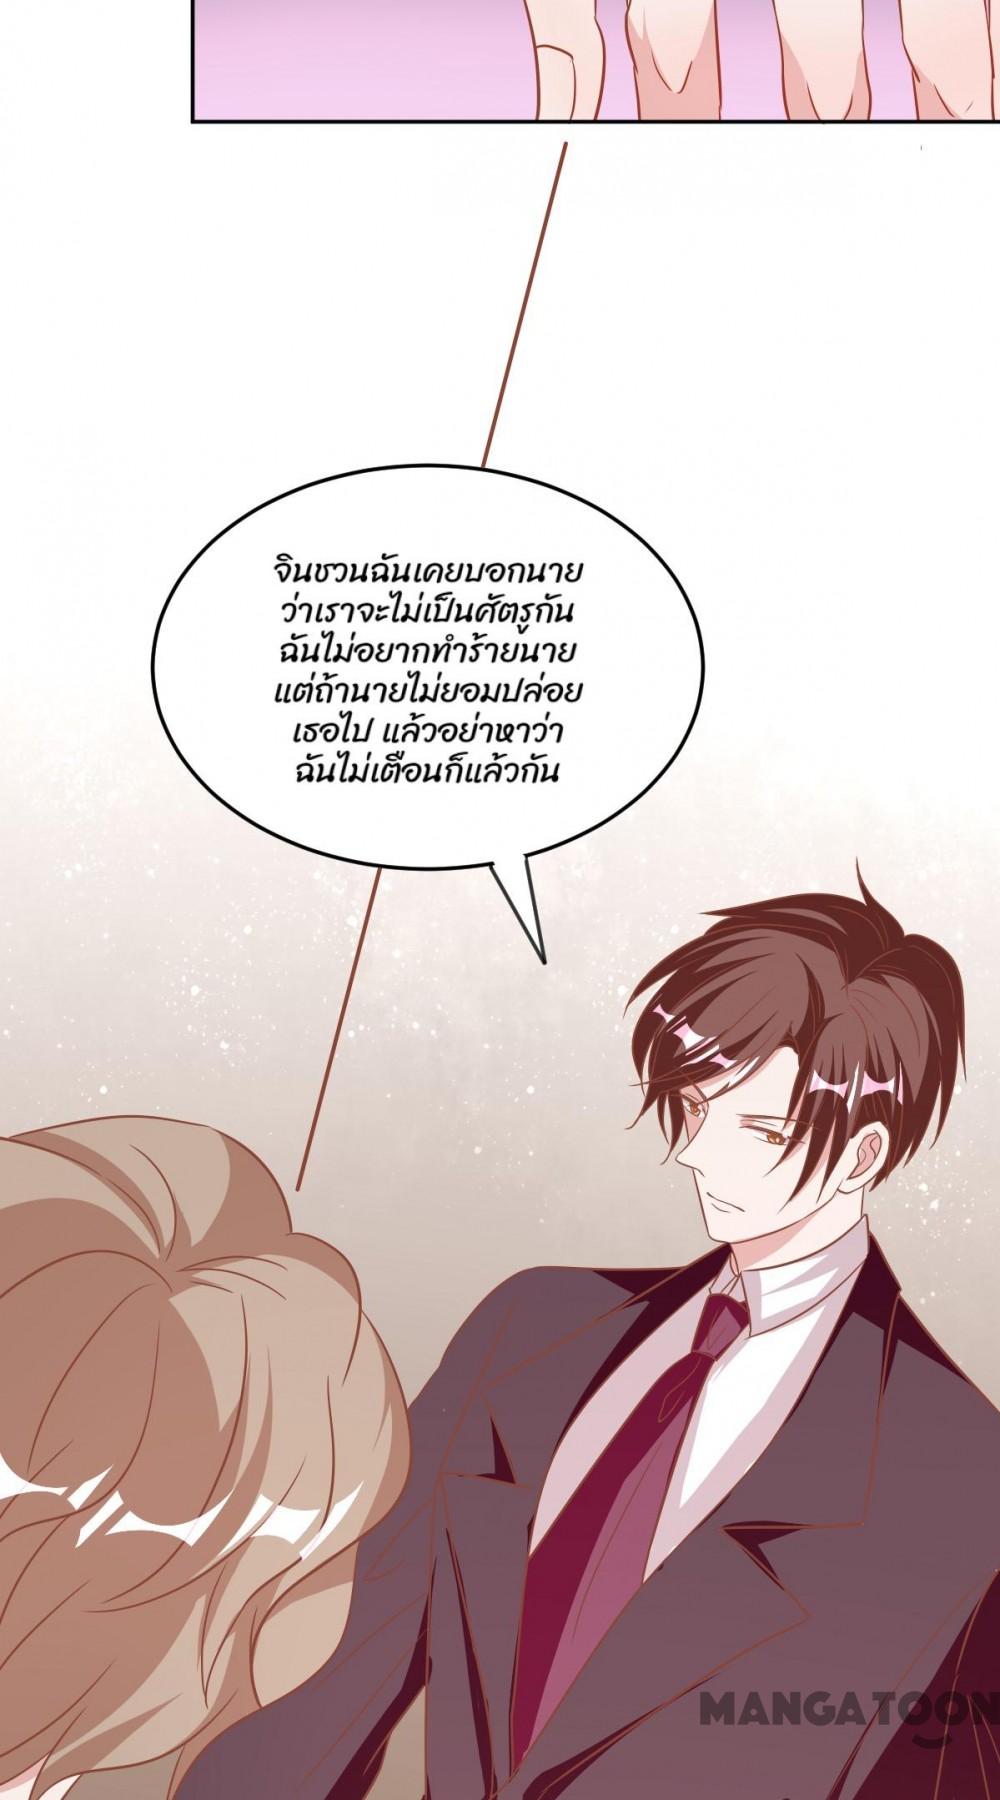 จินชวนฉันเคยบอกนาย
ว่าเราจะไม่เป็นศัตรูกัน
ฉันไม่อยากทำร้ายนาย
แต่ถ้านายไม่ยอมปล่อย
เธอไป แล้วอย่าหาว่า
ฉันไม่เตือนก็แล้วกัน
MANGATOON